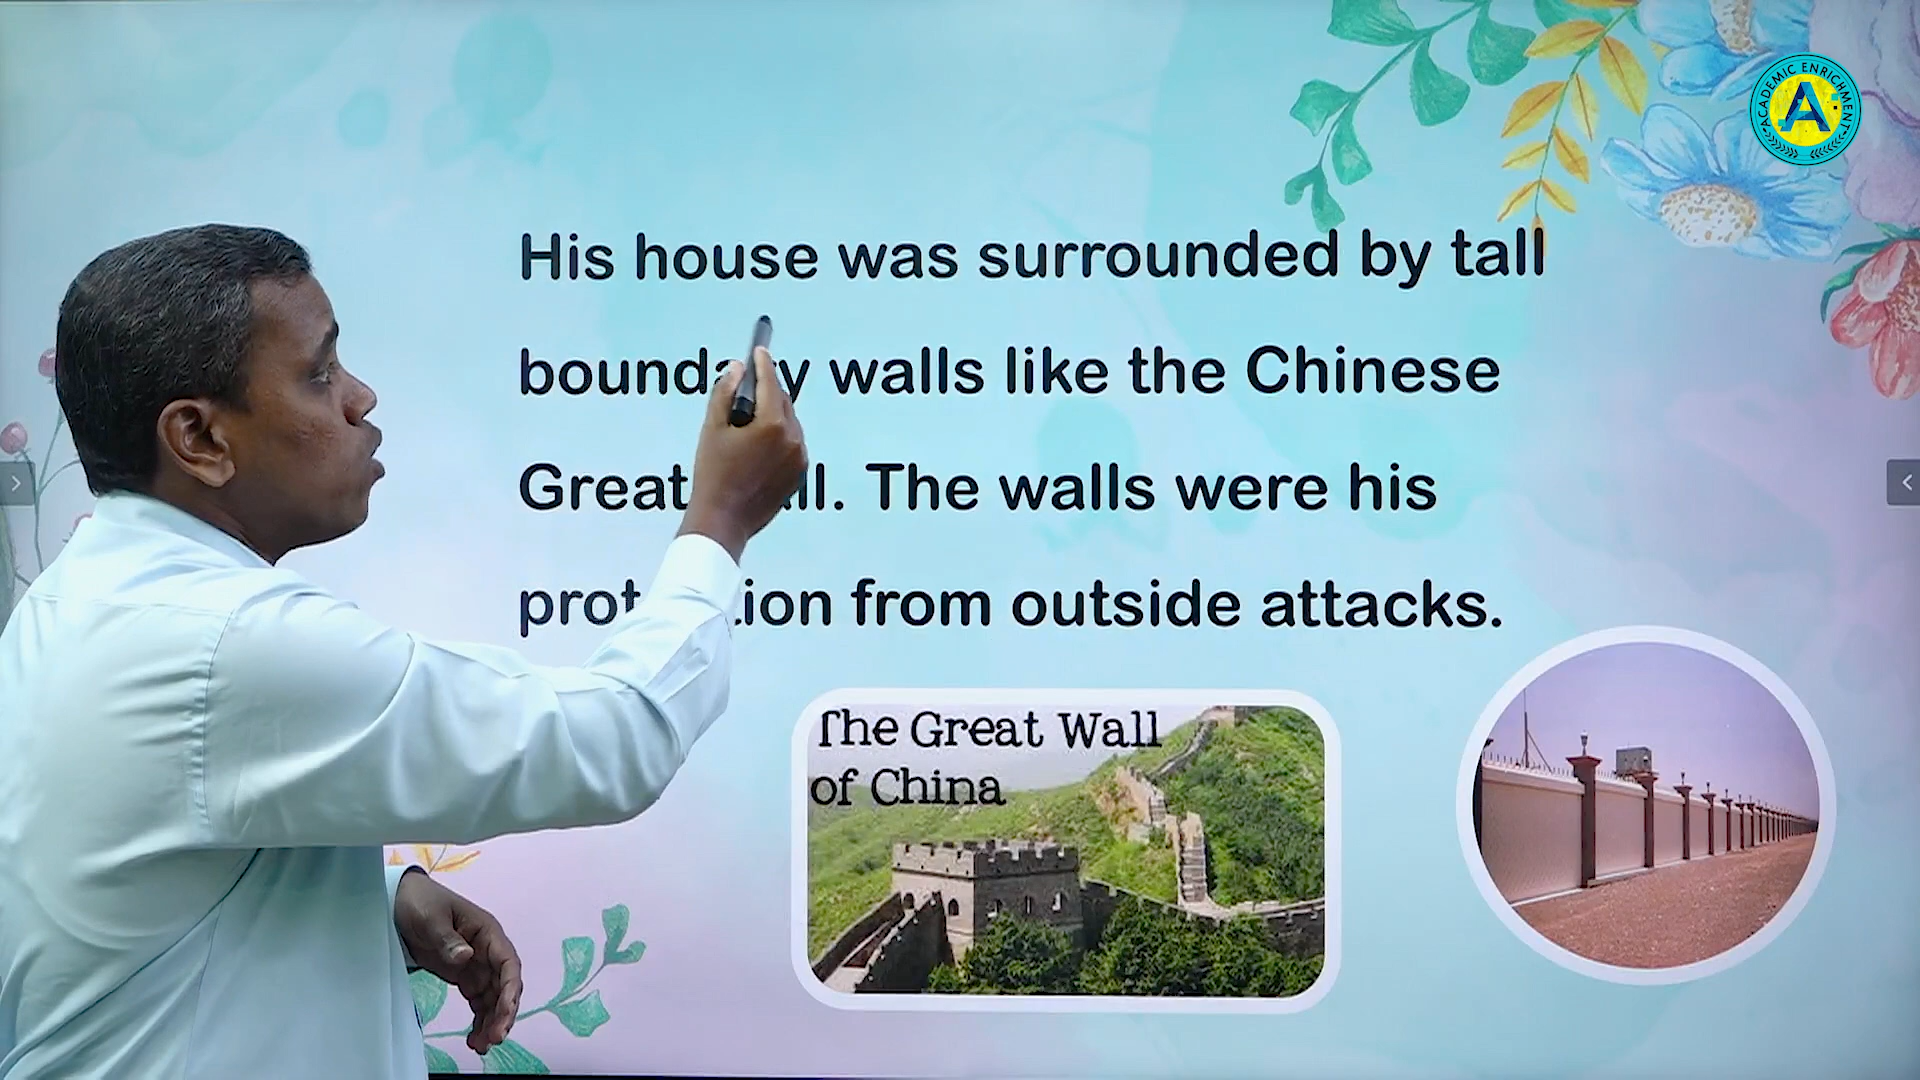 ACADEMIC ENRICHMENT
A
His house was surrounded by tall
walls like the Chinese
Great. The walls were his
from outside attacks.
The Great Wall
of China